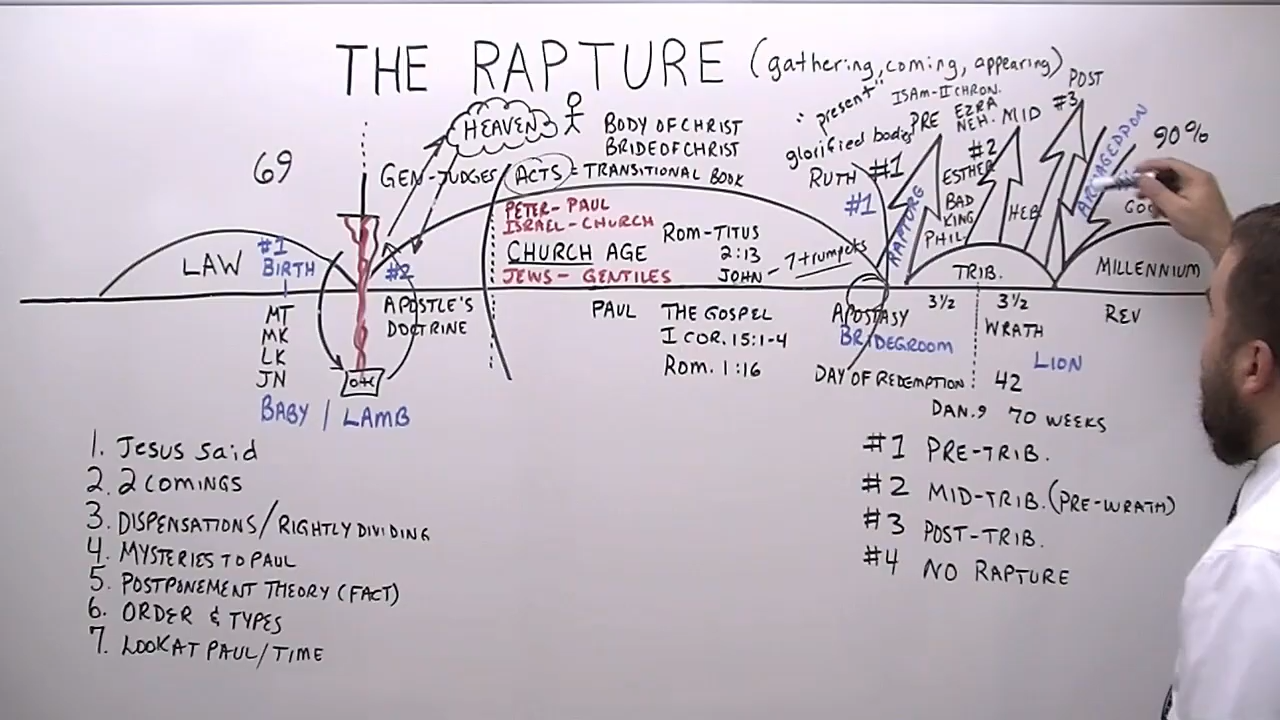 THE RAPTURE (gathering, coming, appearing)
"present"
glorified bodies
RUTH
#1
PRE
#1
I SAM-II CHRON.
EZRA
NEH.
#2
ESTHER
BAD
KING
PHIL.
MID
HEB
#3
POST
ARMAGEDDON
90%
RAPTURE
HEAVEN
BODY OF CHRIST
BRIDE OF CHRIST
69
GEN-JUDGES
ACTS = TRANSITIONAL BOOK
PETER-PAUL
ISRAEL-CHURCH
CHURCH AGE
JEWS-GENTILES
ROM-TITUS
2:13
JOHN-
7 trumpets
LAW
#1
BIRTH
#2
TRIB.
MILLENNIUM
MT
MK
LK
JN
BABY / LAMB
APOSTLE'S
DOCTRINE
PAUL
THE GOSPEL
I COR. 15:1-4
Rom. 1:16
APOSTASY
BRIDEGROOM
DAY OF REDEMPTION:
3½
3½
WRATH
REV
LION
42
DAN. 9
70 WEEKS
1. Jesus said
2. 2 COMINGS
3. DISPENSATIONS/RIGHTLY DIVIDING
4. MYSTERIES TO PAUL
5. POSTPONEMENT THEORY (FACT)
6. ORDER & TYPES
7. LOOK AT PAUL/TIME
#1 PRE-TRIB.
#2 MID-TRIB. (PRE-WRATH)
#3 POST-TRIB.
#4 NO RAPTURE